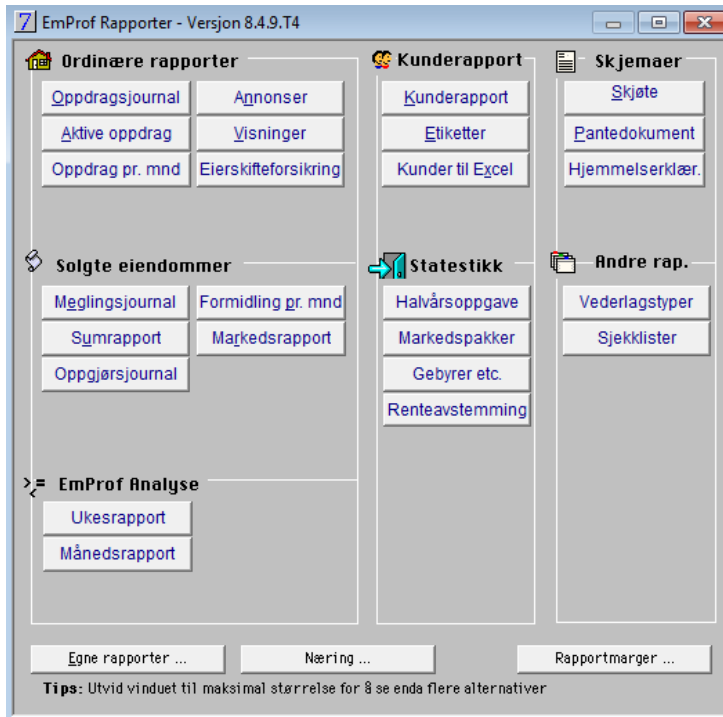 EmProf Rapporter - Versjon 8.4.9.T4
Ordinære rapporter
Oppdragsjournal
Annonser
Aktive oppdrag
Visninger
Oppdrag pr. mnd
Eierskifteforsikring
Kunderapport
Kunderapport
Etiketter
Kunder til Excel
Skjemaer
Skjøte
Pantedokument
Hjemmelserklær.
Solgte eiendommer
Meglingsjournal
Formidling pr. mnd
Sumrapport
Markedsrapport
Oppgjørsjournal
Statestikk
Halvårsoppgave
Markedspakker
Gebyrer etc.
Renteavstemming
Andre rap.
Vederlagstyper
Sjekklister
EmProf Analyse
Ukesrapport
Månedsrapport
Egne rapporter ...
Næring ...
Rapportmarger ...
Tips: Utvid vinduet til maksimal størrelse for å se enda flere alternativer